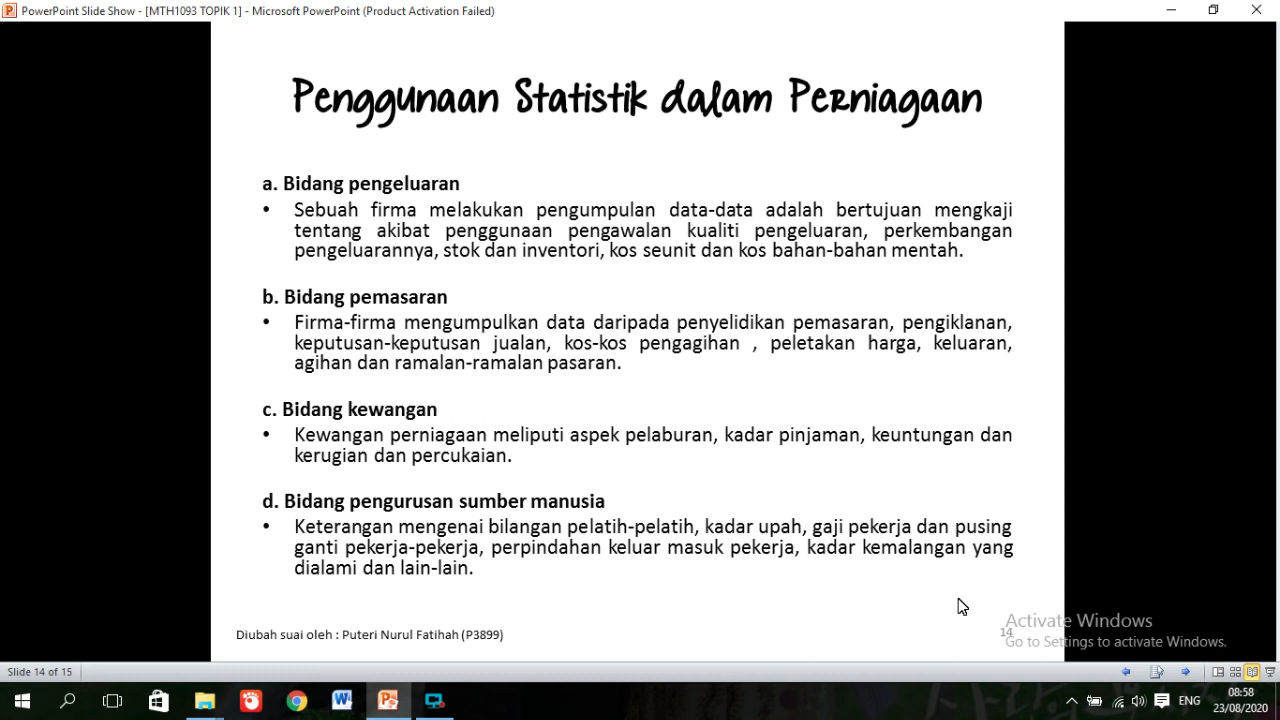 PowerPoint Slide Show - [MTH1093 TOPIK 1] - Microsoft PowerPoint (Product Activation Failed)
Penggunaan Statistik dalam Perniagaan
a. Bidang pengeluaran
• Sebuah firma melakukan pengumpulan data-data adalah bertujuan mengkaji
tentang akibat penggunaan pengawalan kualiti pengeluaran, perkembangan
pengeluarannya, stok dan inventori, kos seunit dan kos bahan-bahan mentah.
b. Bidang pemasaran
• Firma-firma mengumpulkan data daripada penyelidikan pemasaran, pengiklanan,
keputusan-keputusan jualan, kos-kos pengagihan , peletakan harga, keluaran,
agihan dan ramalan-ramalan pasaran.
c. Bidang kewangan
• Kewangan perniagaan meliputi aspek pelaburan, kadar pinjaman, keuntungan dan
kerugian dan percukaian.
d. Bidang pengurusan sumber manusia
• Keterangan mengenai bilangan pelatih-pelatih, kadar upah, gaji pekerja dan pusing
ganti pekerja-pekerja, perpindahan keluar masuk pekerja, kadar kemalangan yang
dialami dan lain-lain.
Diubah suai oleh : Puteri Nurul Fatihah (P3899)
14
Activate Windows
Go to Settings to activate Windows.
Slide 14 of 15
ENG
08:58
23/08/2020